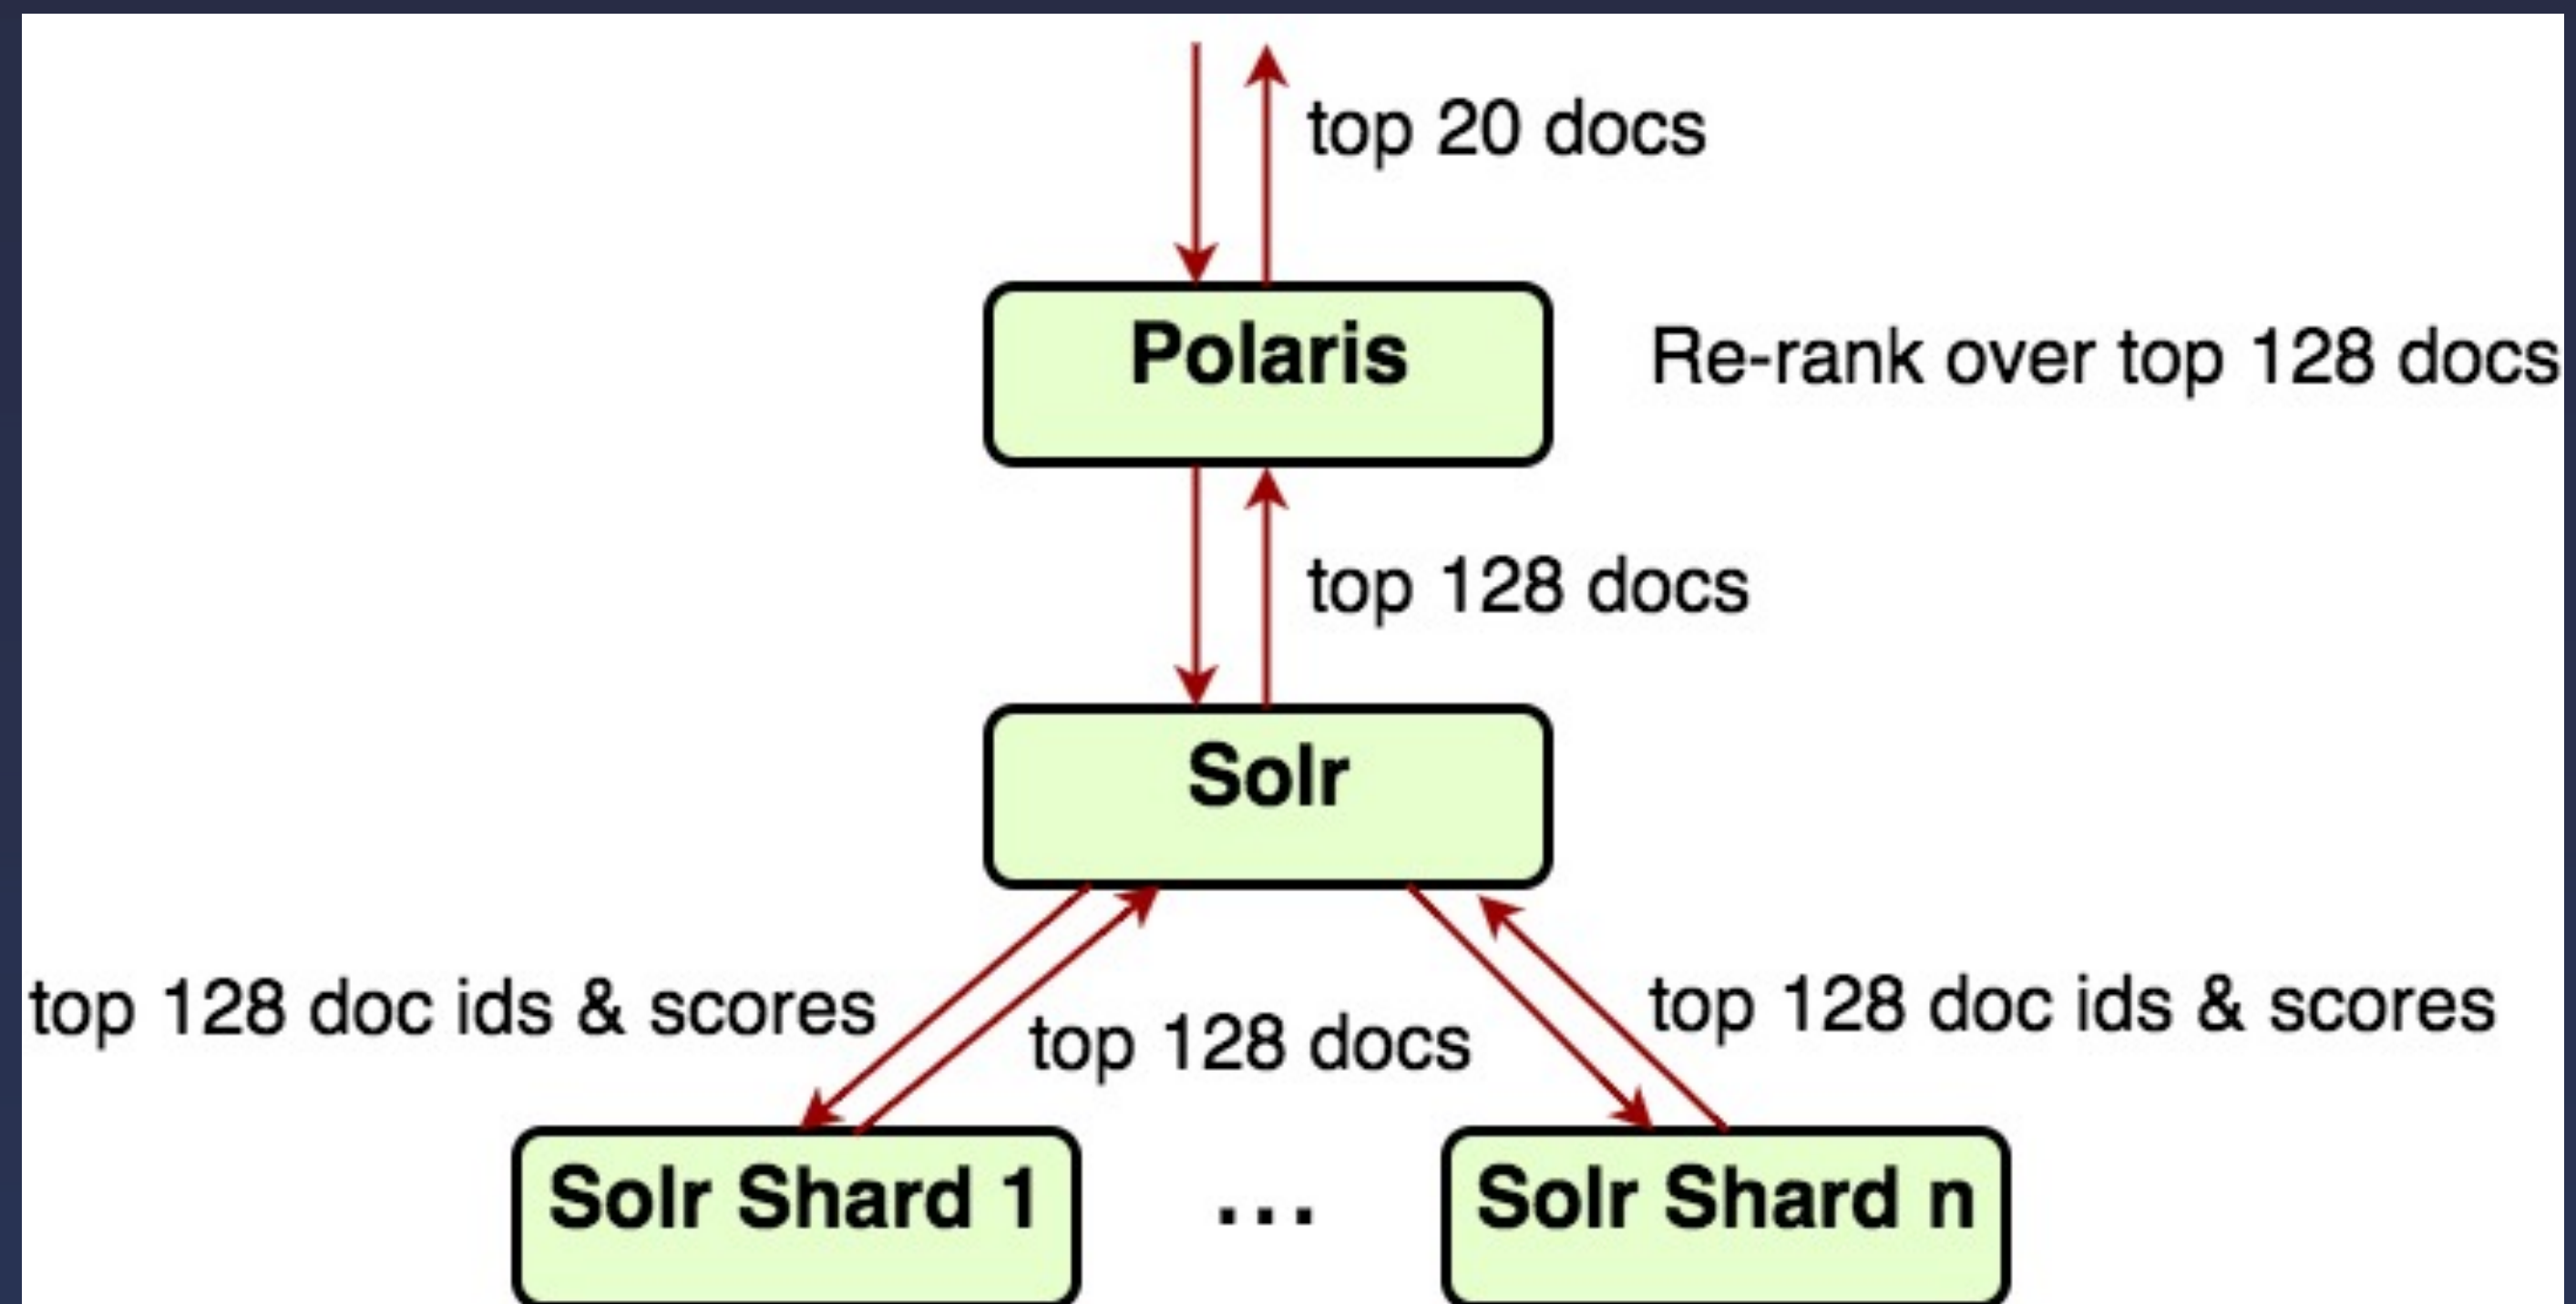 top 20 docs
Polaris
Re-rank over top 128 docs
top 128 docs
Solr
top 128 doc ids & scores
top 128 docs
top 128 doc ids & scores
Solr Shard 1
...
Solr Shard n